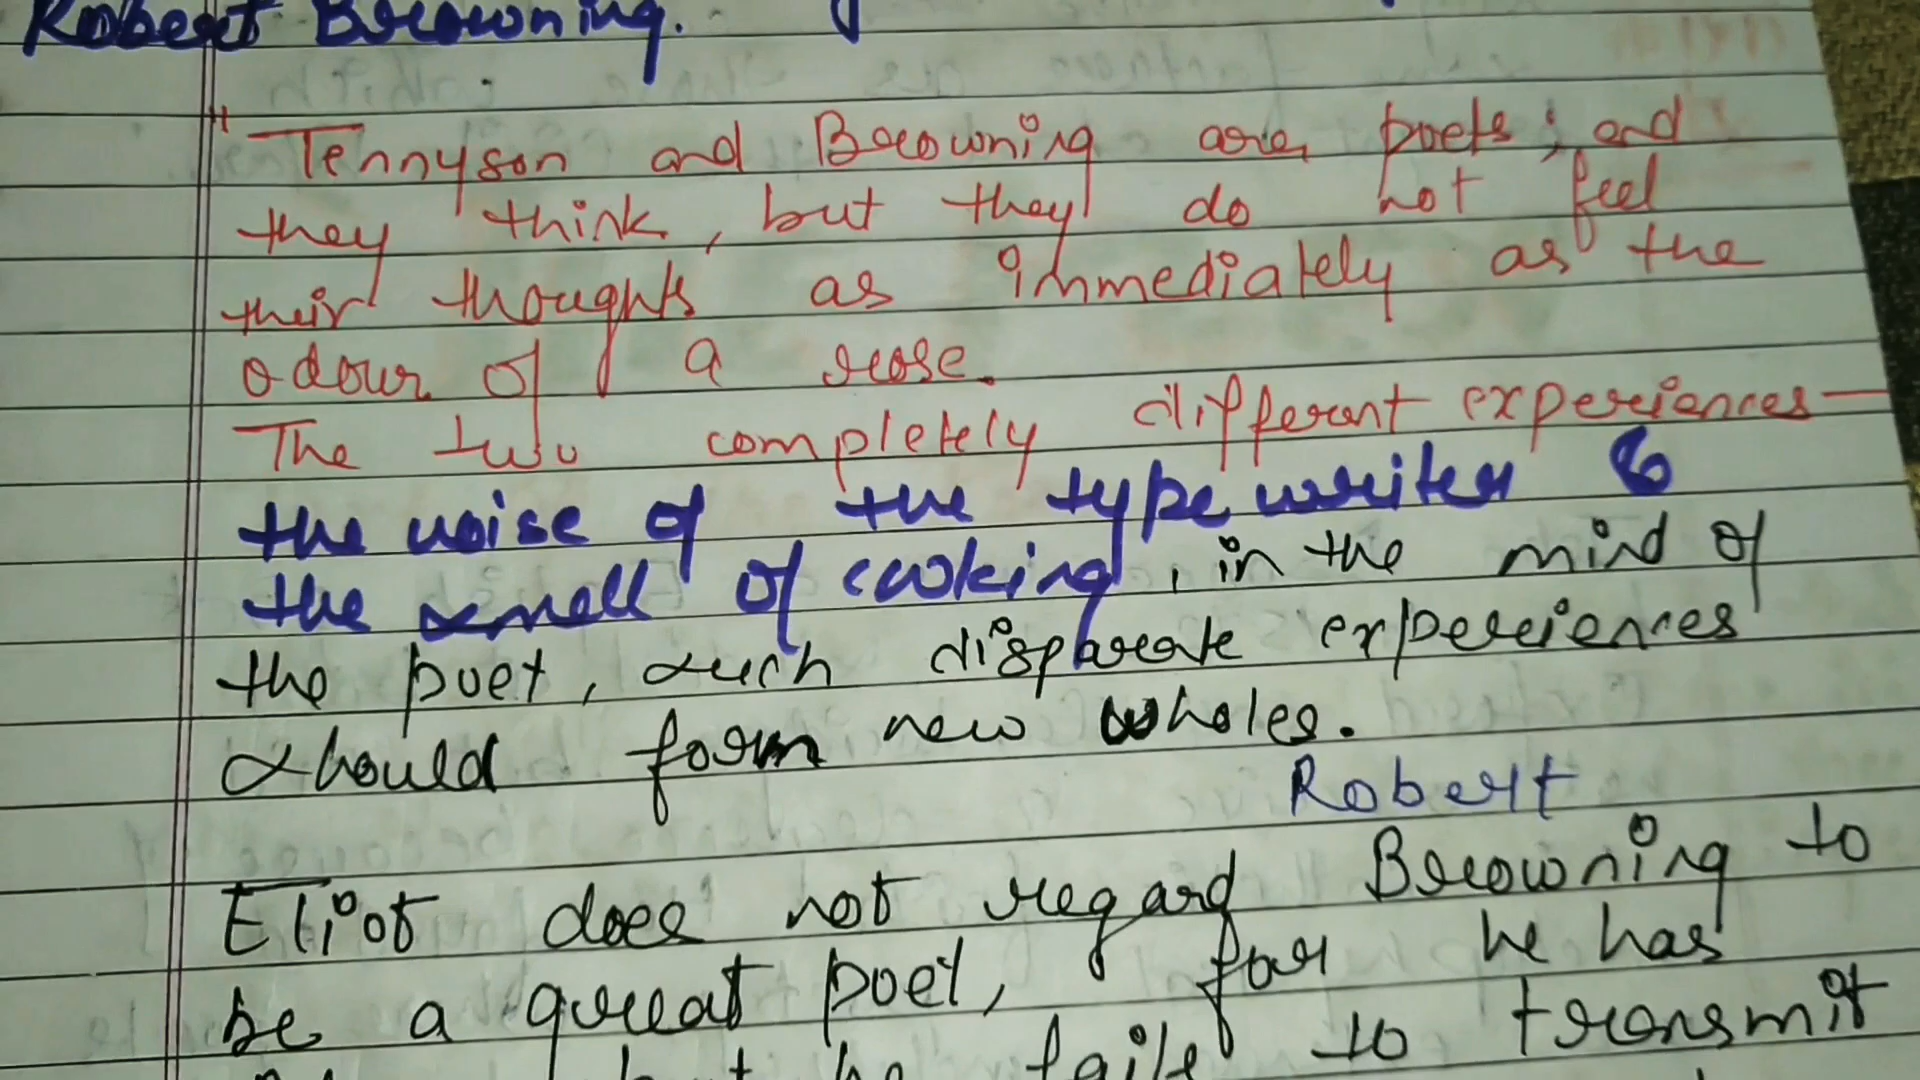 Robert Browning.
" Tennyson and Browning are poets; and
they think, but they do not feel
their thoughts as immediately as the
odour of a rose.
The two completely different experiences—
the noise of the typewriter &
the smell of cooking, in the mind of
the poet, such disparate experiences
should form new wholes.
Robert
Eliot does not regard Browning to
be a great poet, for he has
but he fails to transmit